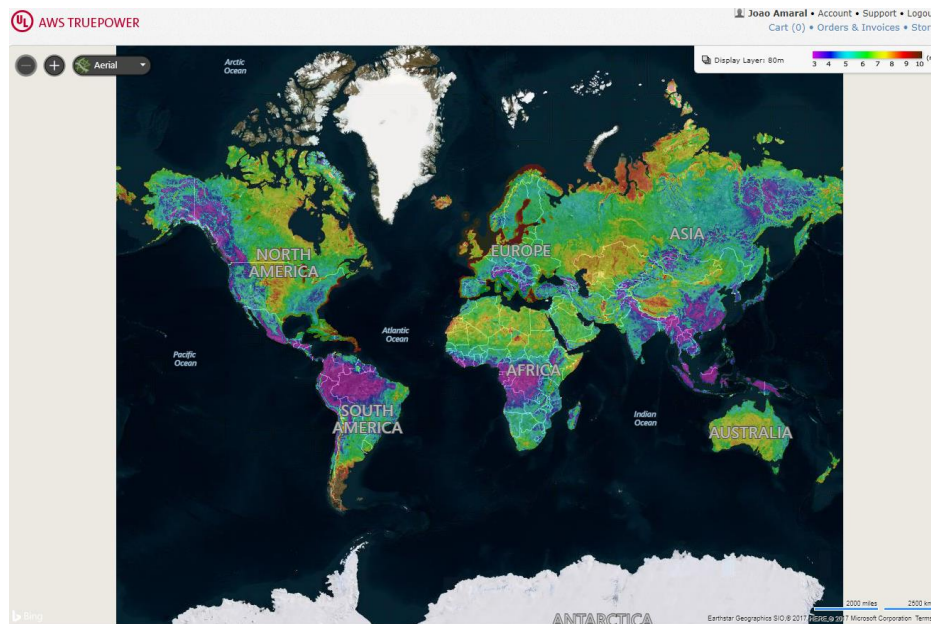 UL AWS TRUEPOWER
Joao Amaral • Account • Support • Logou
Cart (0) • Orders & Invoices • Stor
Aerial
Display Layer: 80m
3 4 5 6 7 8 9 10 (
Arctic
Ocean
NORTH
AMERICA
EUROPE
ASIA
Atlantic
Ocean
Pacific
Ocean
AFRICA
SOUTH
AMERICA
Indian
Ocean
AUSTRALIA
ANTARCTICA
2000 miles
2500 km
Bing
Earthstar Geographics SIO,© 2017 HERE,© 2017 Microsoft Corporation Terms